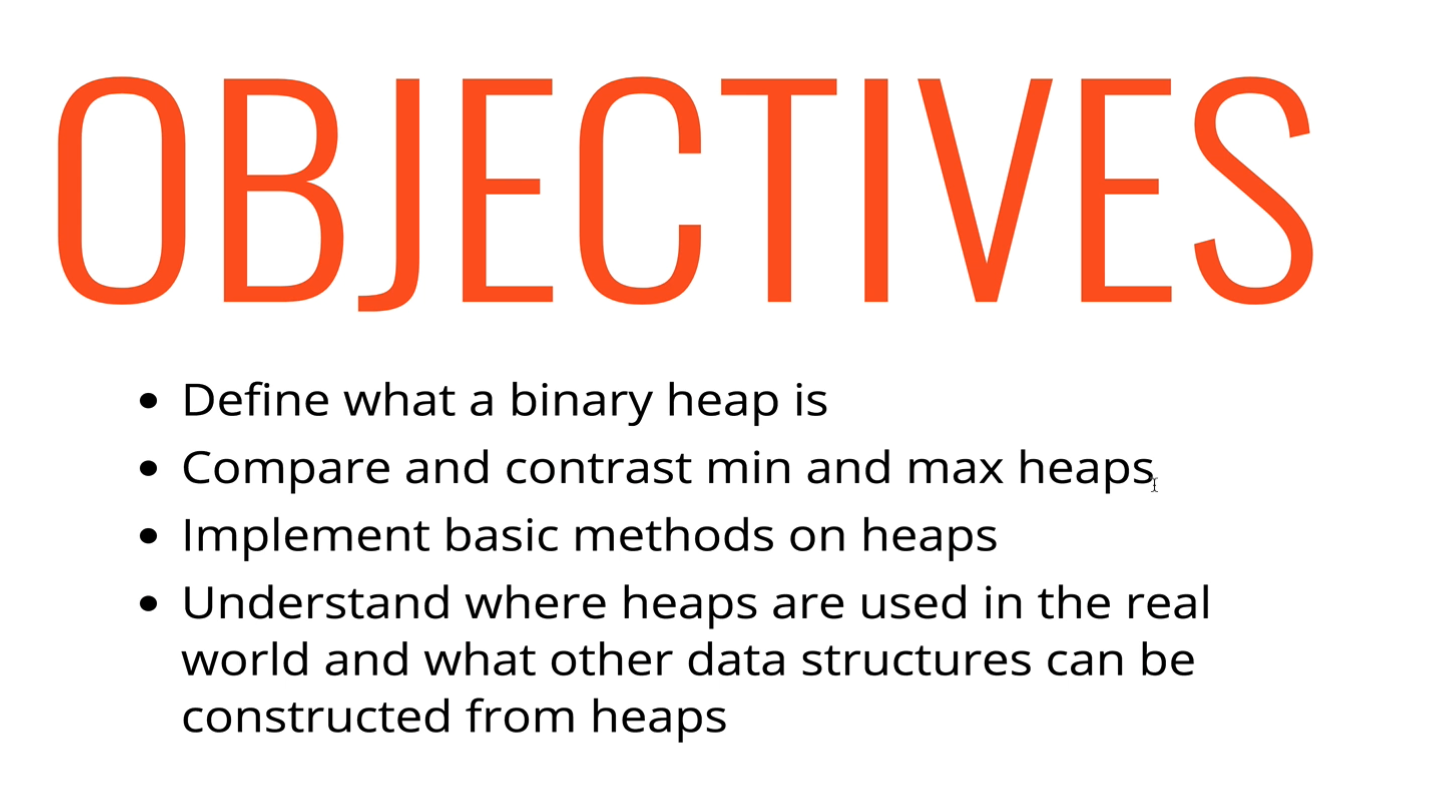 OBJECTIVES
• Define what a binary heap is
• Compare and contrast min and max heaps
• Implement basic methods on heaps
• Understand where heaps are used in the real
world and what other data structures can be
constructed from heaps